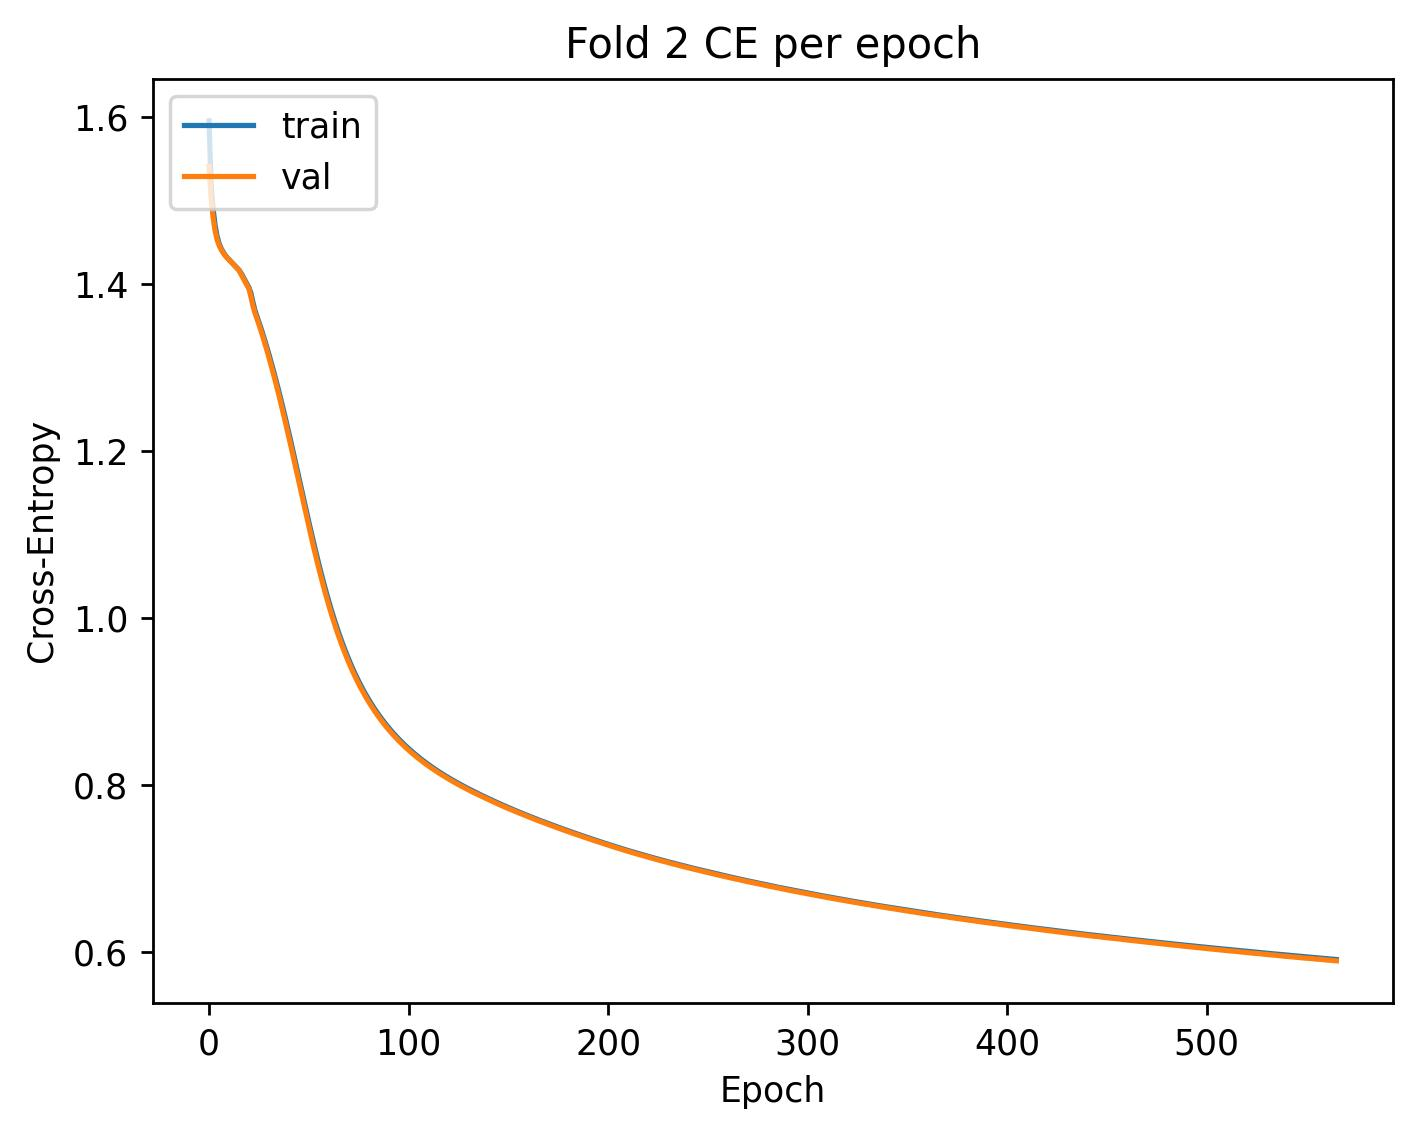 Fold 2 CE per epoch
train
val
1.6
1.4
1.2
1.0
0.8
0.6
Cross-Entropy
0 100 200 300 400 500
Epoch